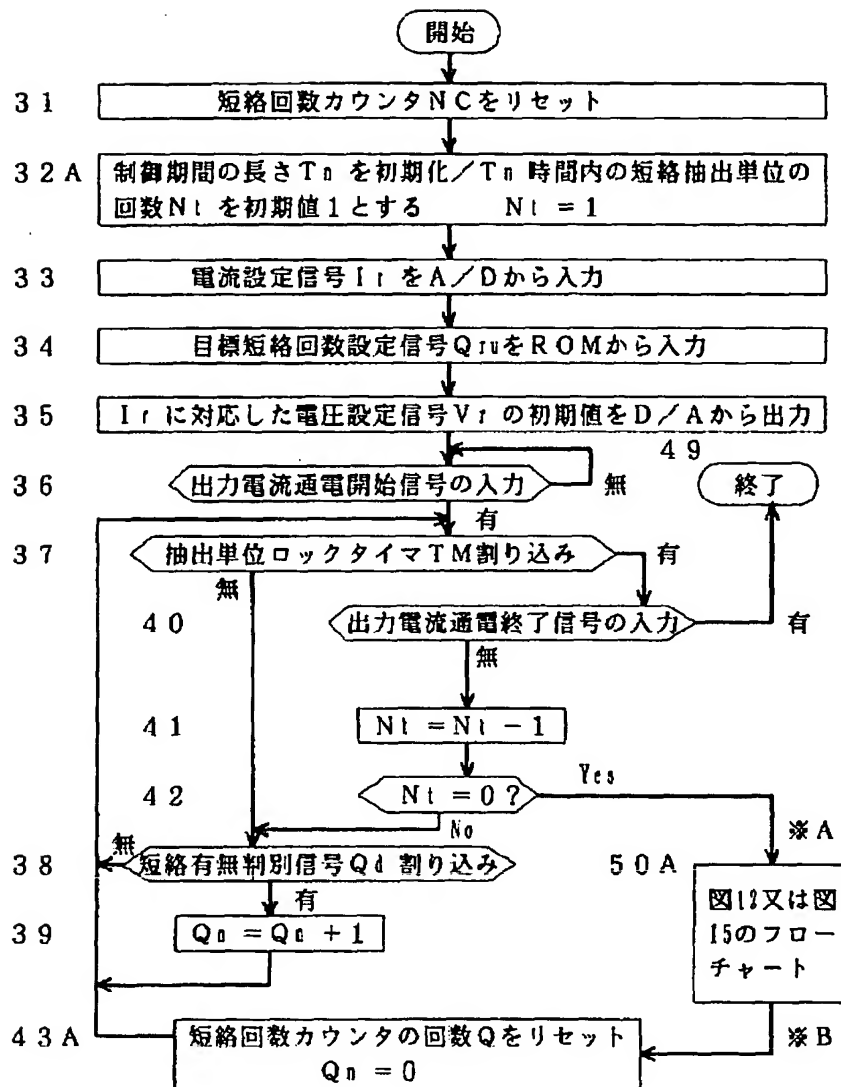 開始
31 短絡回数カウンタNCをリセット
32A 制御期間の長さTnを初期化/Tn時間内の短絡抽出単位の
回数Ntを初期値1とする Nt=1
33 電流設定信号IrをA/Dから入力
34 目標短絡回数設定信号QruをROMから入力
35 Irに対応した電圧設定信号Vrの初期値をD/Aから出力
49
36 出力電流通電開始信号の入力 無 終了
有
37 抽出単位ロックタイマTM割り込み 有
無
40 出力電流通電終了信号の入力 有
無
41 Nt=Nt-1
42 Nt=0? Yes
No
※A
無
38 短絡有無判別信号Qd割り込み 50A
有
39 Qn=Qn+1
図12又は図
15のフロー
チャート
43A 短絡回数カウンタの回数Qをリセット ※B
Qn=0